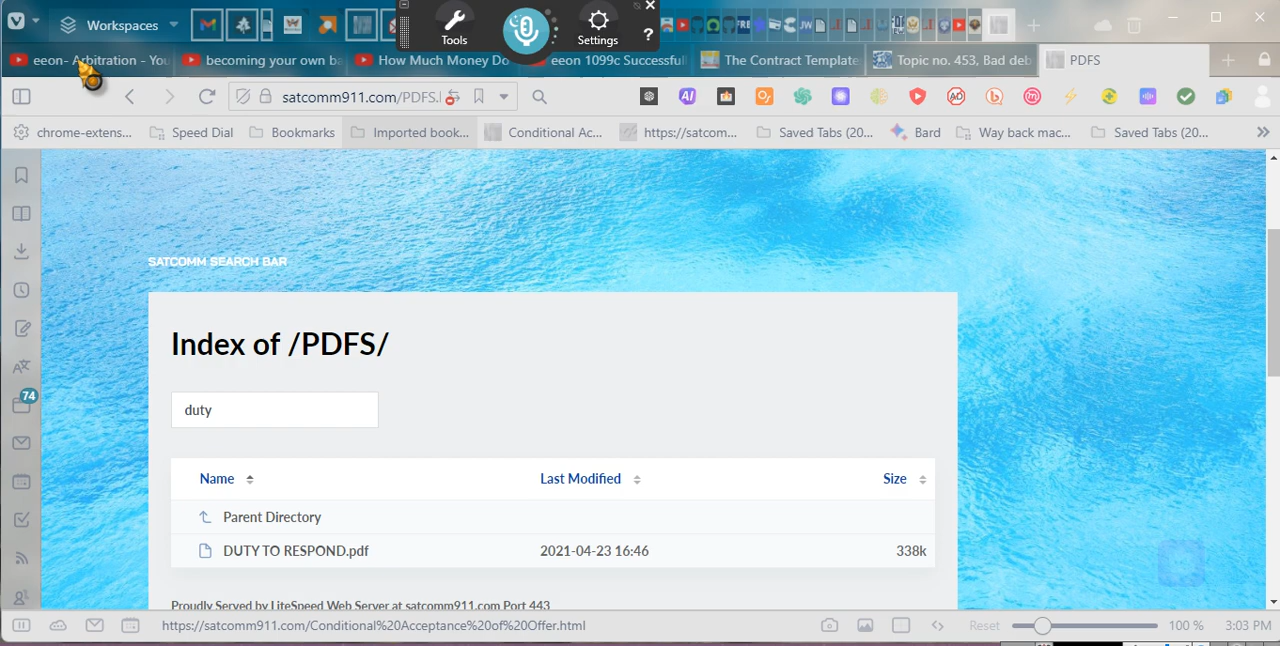 Workspaces
Tools
Settings
?
eeon- Arbitration - You
becoming your own ba
How Much Money Do
eeon 1099c Successful
The Contract Template
Topic no. 453, Bad deb
PDFS
satcomm911.com/PDFS.
chrome-extens...
Speed Dial
Bookmarks
Imported book...
Conditional Ac...
https://satcom...
Saved Tabs (20...
Bard
Way back mac...
Saved Tabs (20...
SATCOMM SEARCH BAR
Index of /PDFS/
duty
74
Name
Last Modified
Size
Parent Directory
DUTY TO RESPOND.pdf
2021-04-23 16:46
338k
Proudly Served by LiteSpeed Web Server at satcomm911.com Port 443
https://satcomm911.com/Conditional%20Acceptance%20of%20Offer.html
Reset
100 %
3:03 PM